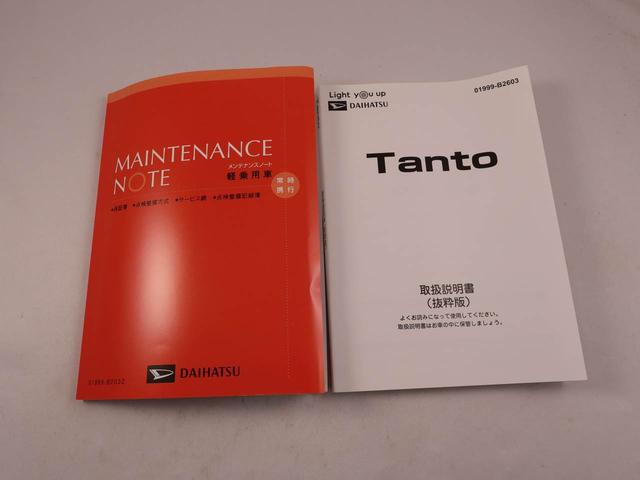 MAINTENANCE
NOTE
メンテナンスノート
軽乗用車
常時
携行
●保証書 ●点検整備方式 ●サービス網 ●点検整備記録簿
DAIHATSU
01999-B2032
Light you up
DAIHATSU
01999-B2603
Tanto
取扱説明書
(抜粋版)
よくお読みになって使用してください。
取扱説明書はお車の中に保管しましょう。